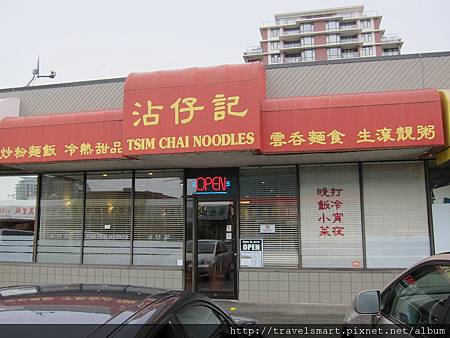 沾仔記
炒粉麵飯 冷熱甜品 TSIM CHAI NOODLES 雲吞麵食 生滾靚粥
OPEN
OPEN
晚飯小菜
打冷宵夜
© http://travelsmart.pixnet.net/album